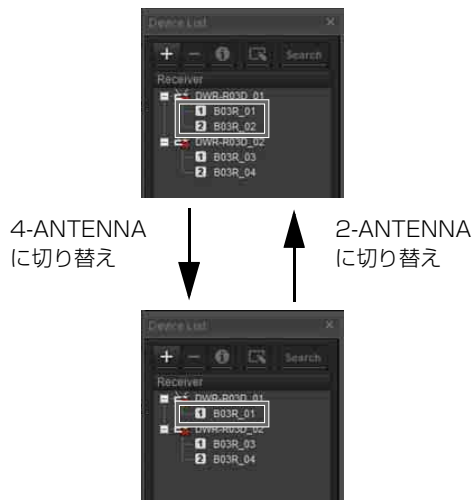 Device List
Search
Receiver
DWR-R03D_01
1 B03R_01
2 B03R_02
DWR-R03D_02
1 B03R_03
2 B03R_04
4-ANTENNA
に切り替え
2-ANTENNA
に切り替え
Device List
Search
Receiver
DWR-R03D_01
1 B03R_01
DWR-R03D_02
1 B03R_03
2 B03R_04